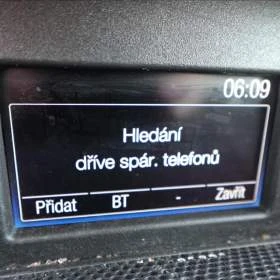 06:09
Hledání
dříve spár. telefonů
Přidat BT - Zavřít